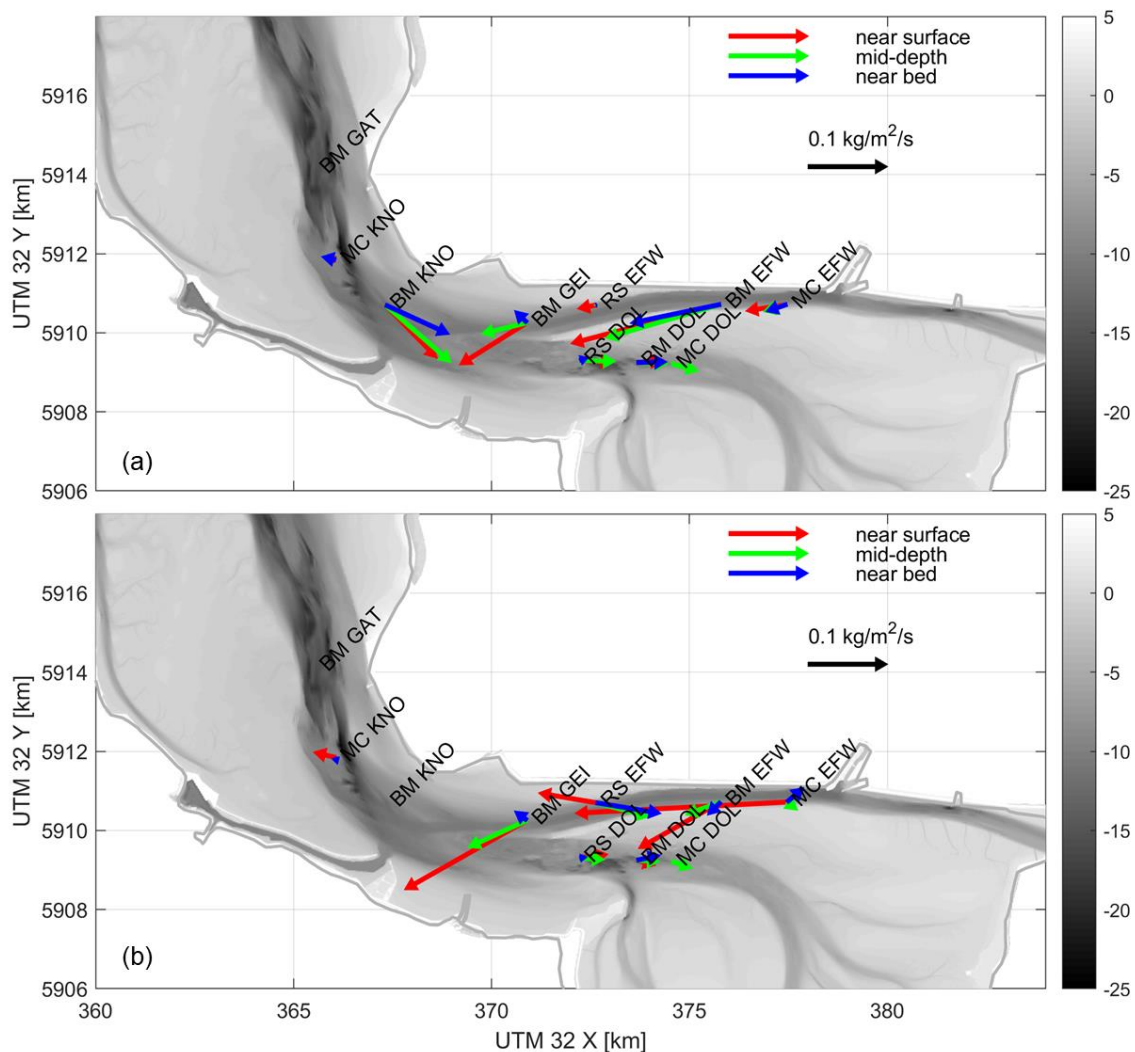 near surface
mid-depth
near bed
0.1 kg/m²/s
5916
5914
5912
5910
5908
5906
UTM 32 Y [km]
BM GAT
MC KNO
BM KNO
BM GEI
RS EFW
BM EFW
MC EFW
RS DOL
BM DOL
MC DOL
(a)
5
0
-5
-10
-15
-20
-25
near surface
mid-depth
near bed
0.1 kg/m²/s
5916
5914
5912
5910
5908
5906
UTM 32 Y [km]
BM GAT
MC KNO
BM KNO
BM GEI
RS EFW
BM EFW
MC EFW
RS DOL
BM DOL
MC DOL
(b)
5
0
-5
-10
-15
-20
-25
360
365
370
375
380
UTM 32 X [km]